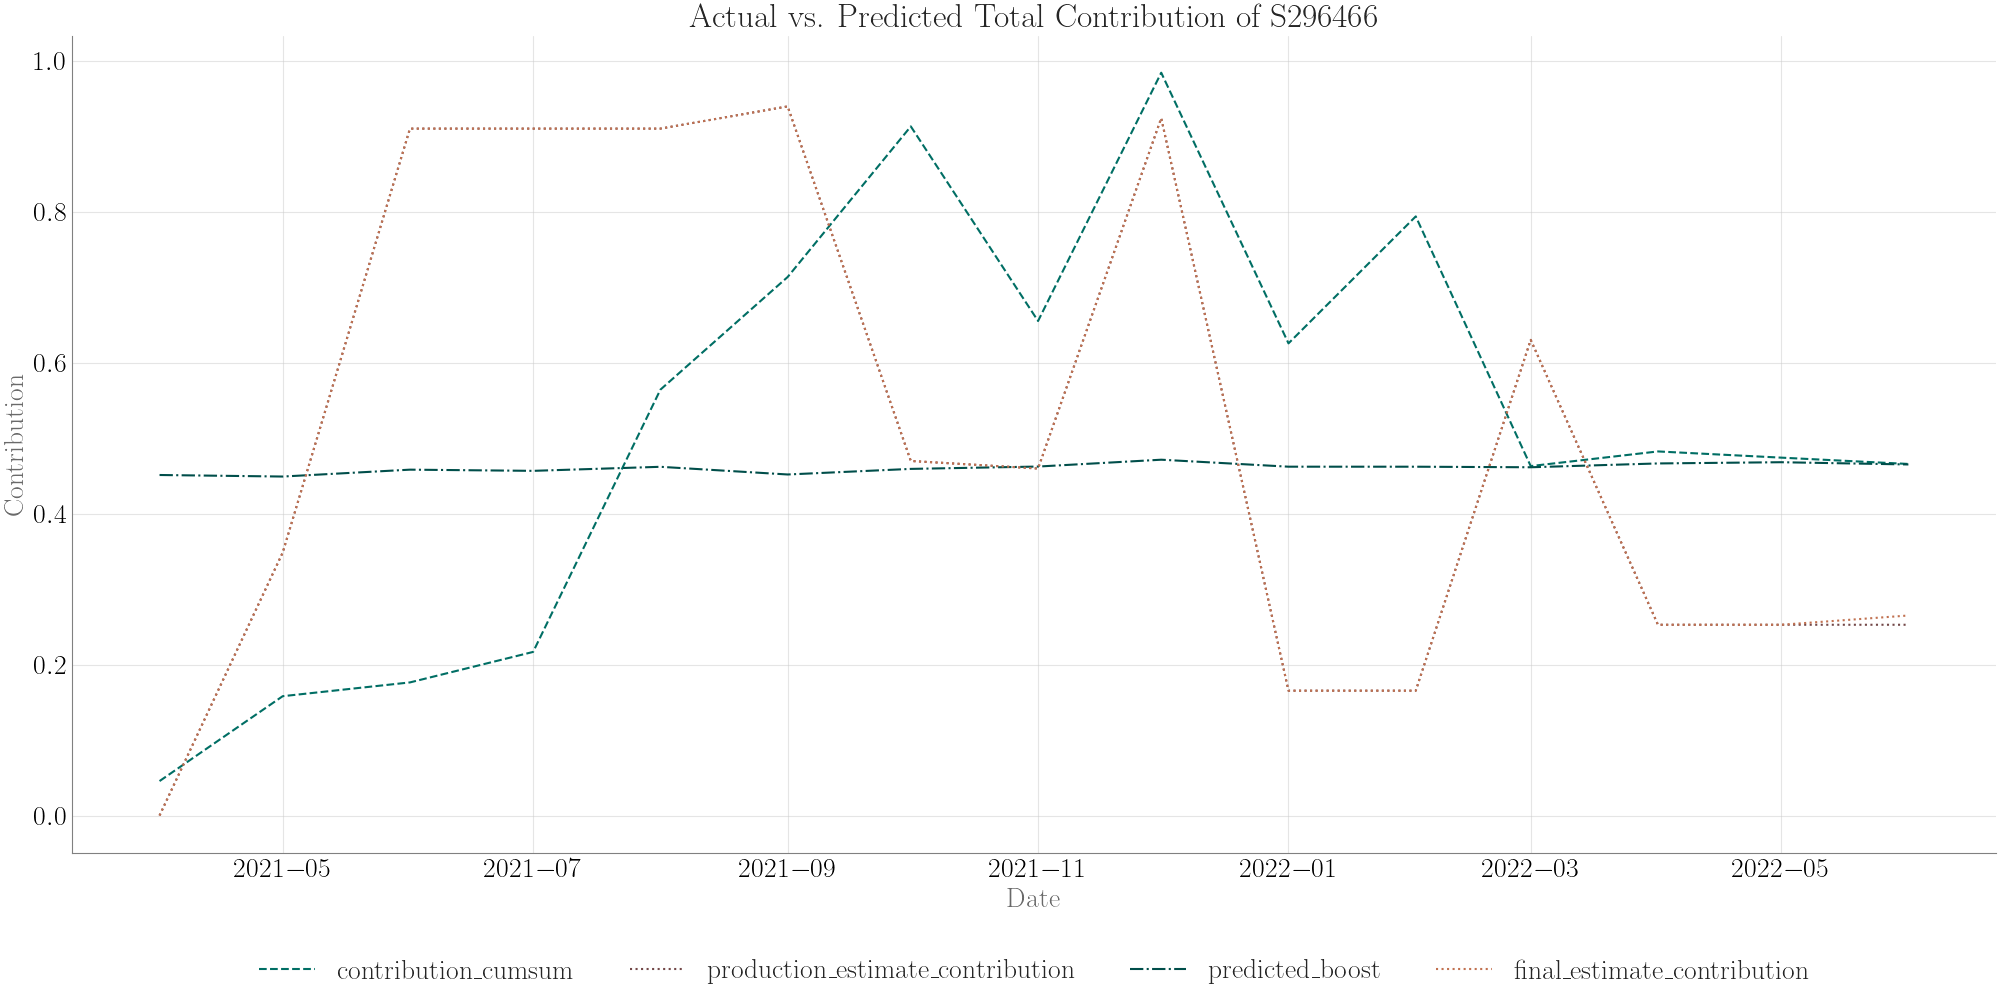 Actual vs. Predicted Total Contribution of S296466
1.0
0.8
0.6
0.4
0.2
0.0
Contribution
2021–05
2021–07
2021–09
2021–11
2022–01
2022–03
2022–05
Date
contribution_cumsum
production_estimate_contribution
predicted_boost
final_estimate_contribution